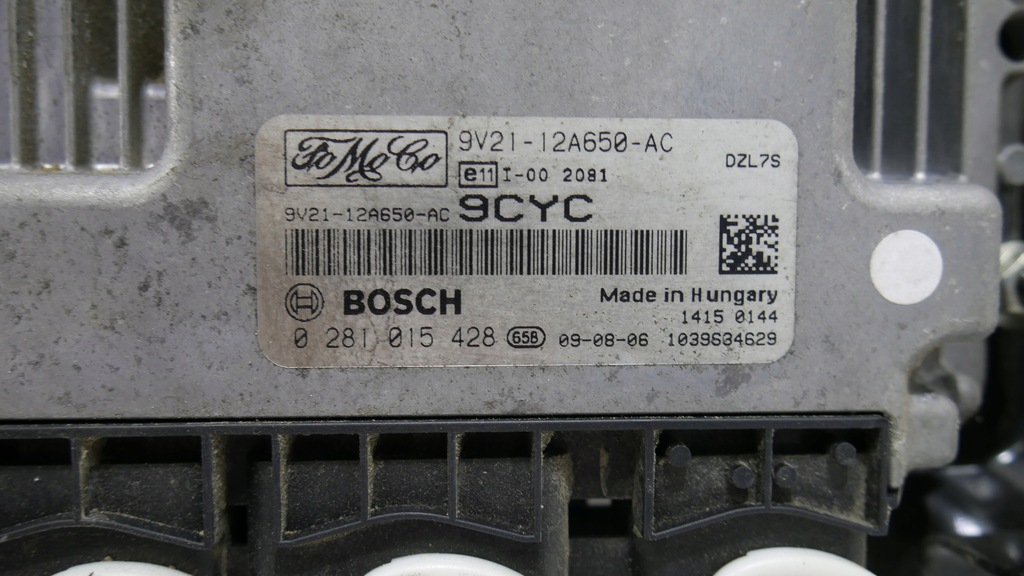 FoMoCo 9V21-12A650-AC
DZL7S
e11 I-00 2081
9V21-12A650-AC 9CYC
BOSCH
Made in Hungary
1415 0144
0 281 015 428 65B 09-08-06 1039634629